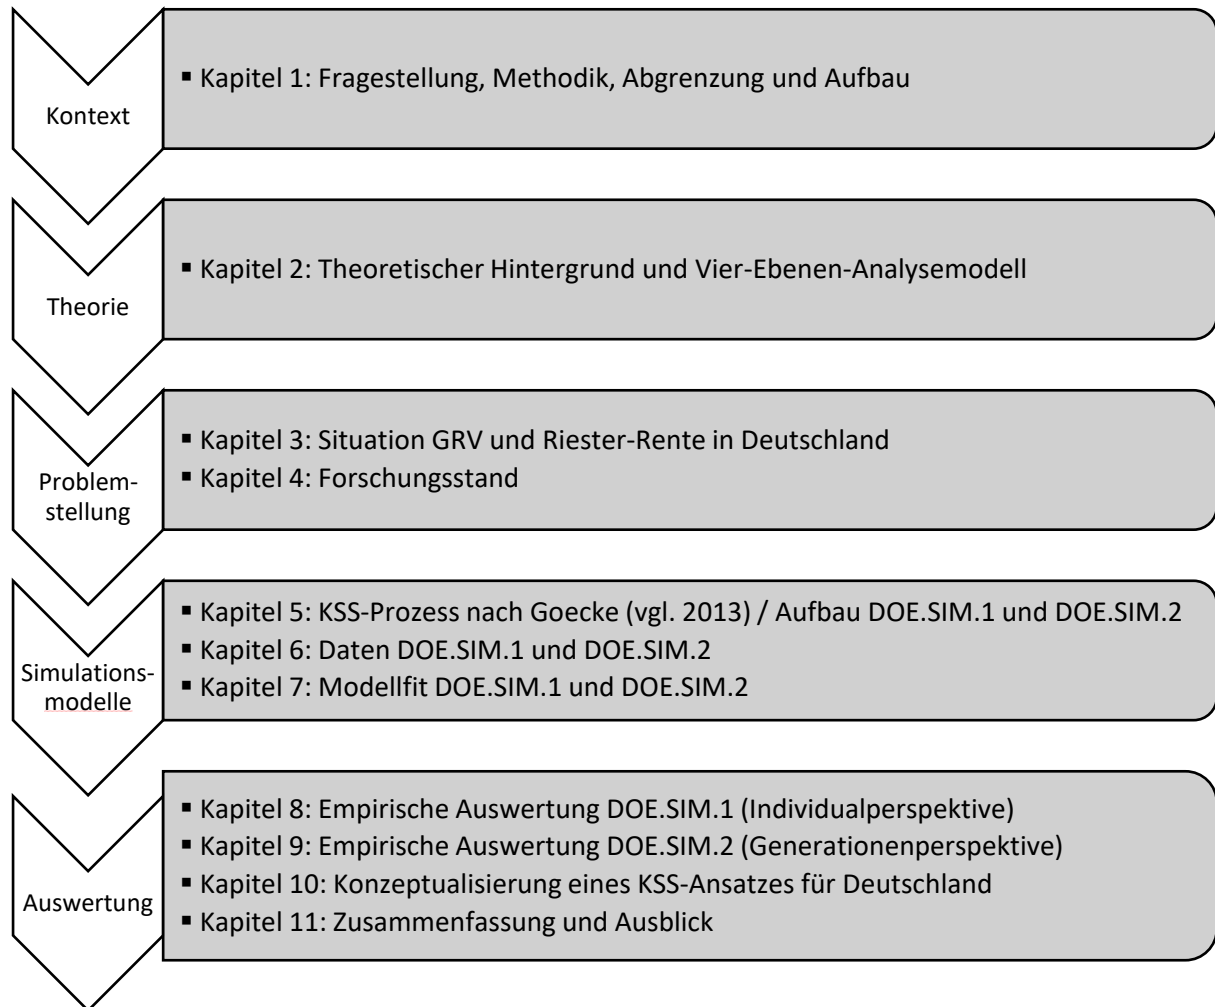 Kontext
▪ Kapitel 1: Fragestellung, Methodik, Abgrenzung und Aufbau
Theorie
▪ Kapitel 2: Theoretischer Hintergrund und Vier-Ebenen-Analysemodell
Problem-
stellung
▪ Kapitel 3: Situation GRV und Riester-Rente in Deutschland
▪ Kapitel 4: Forschungsstand
Simulations-
modelle
▪ Kapitel 5: KSS-Prozess nach Goecke (vgl. 2013) / Aufbau DOE.SIM.1 und DOE.SIM.2
▪ Kapitel 6: Daten DOE.SIM.1 und DOE.SIM.2
▪ Kapitel 7: Modellfit DOE.SIM.1 und DOE.SIM.2
Auswertung
▪ Kapitel 8: Empirische Auswertung DOE.SIM.1 (Individualperspektive)
▪ Kapitel 9: Empirische Auswertung DOE.SIM.2 (Generationenperspektive)
▪ Kapitel 10: Konzeptualisierung eines KSS-Ansatzes für Deutschland
▪ Kapitel 11: Zusammenfassung und Ausblick